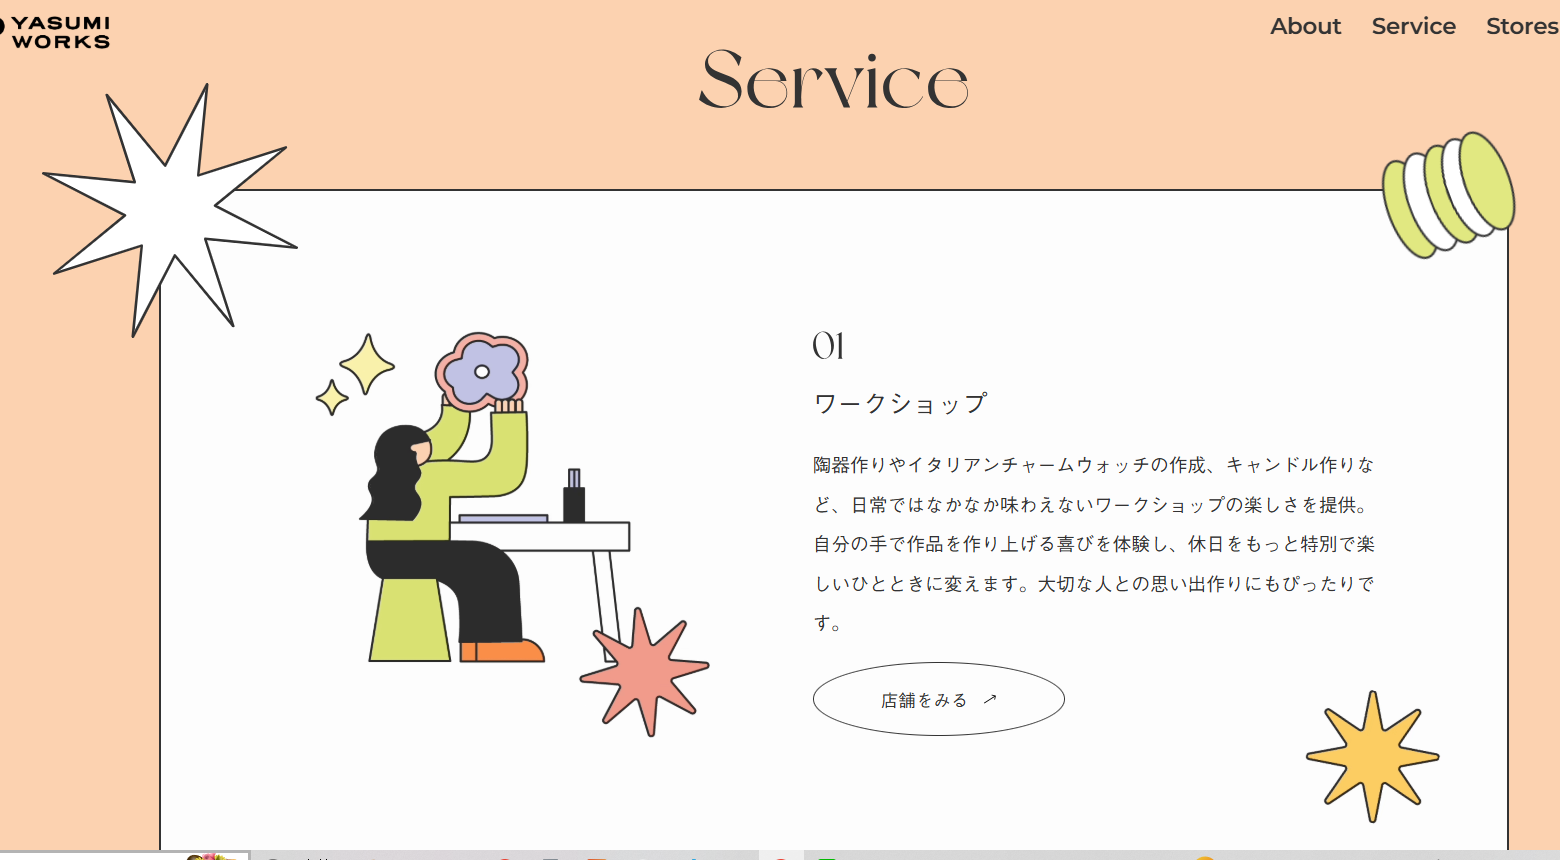 YASUMI
WORKS
About Service Stores
Service
01
ワークショップ
陶器作りやイタリアンチャームウォッチの作成、キャンドル作りな
ど、日常ではなかなか味わえないワークショップの楽しさを提供。
自分の手で作品を作り上げる喜びを体験し、休日をもっと特別で楽
しいひとときに変えます。大切な人との思い出作りにもぴったりで
す。
店舗をみる ↗